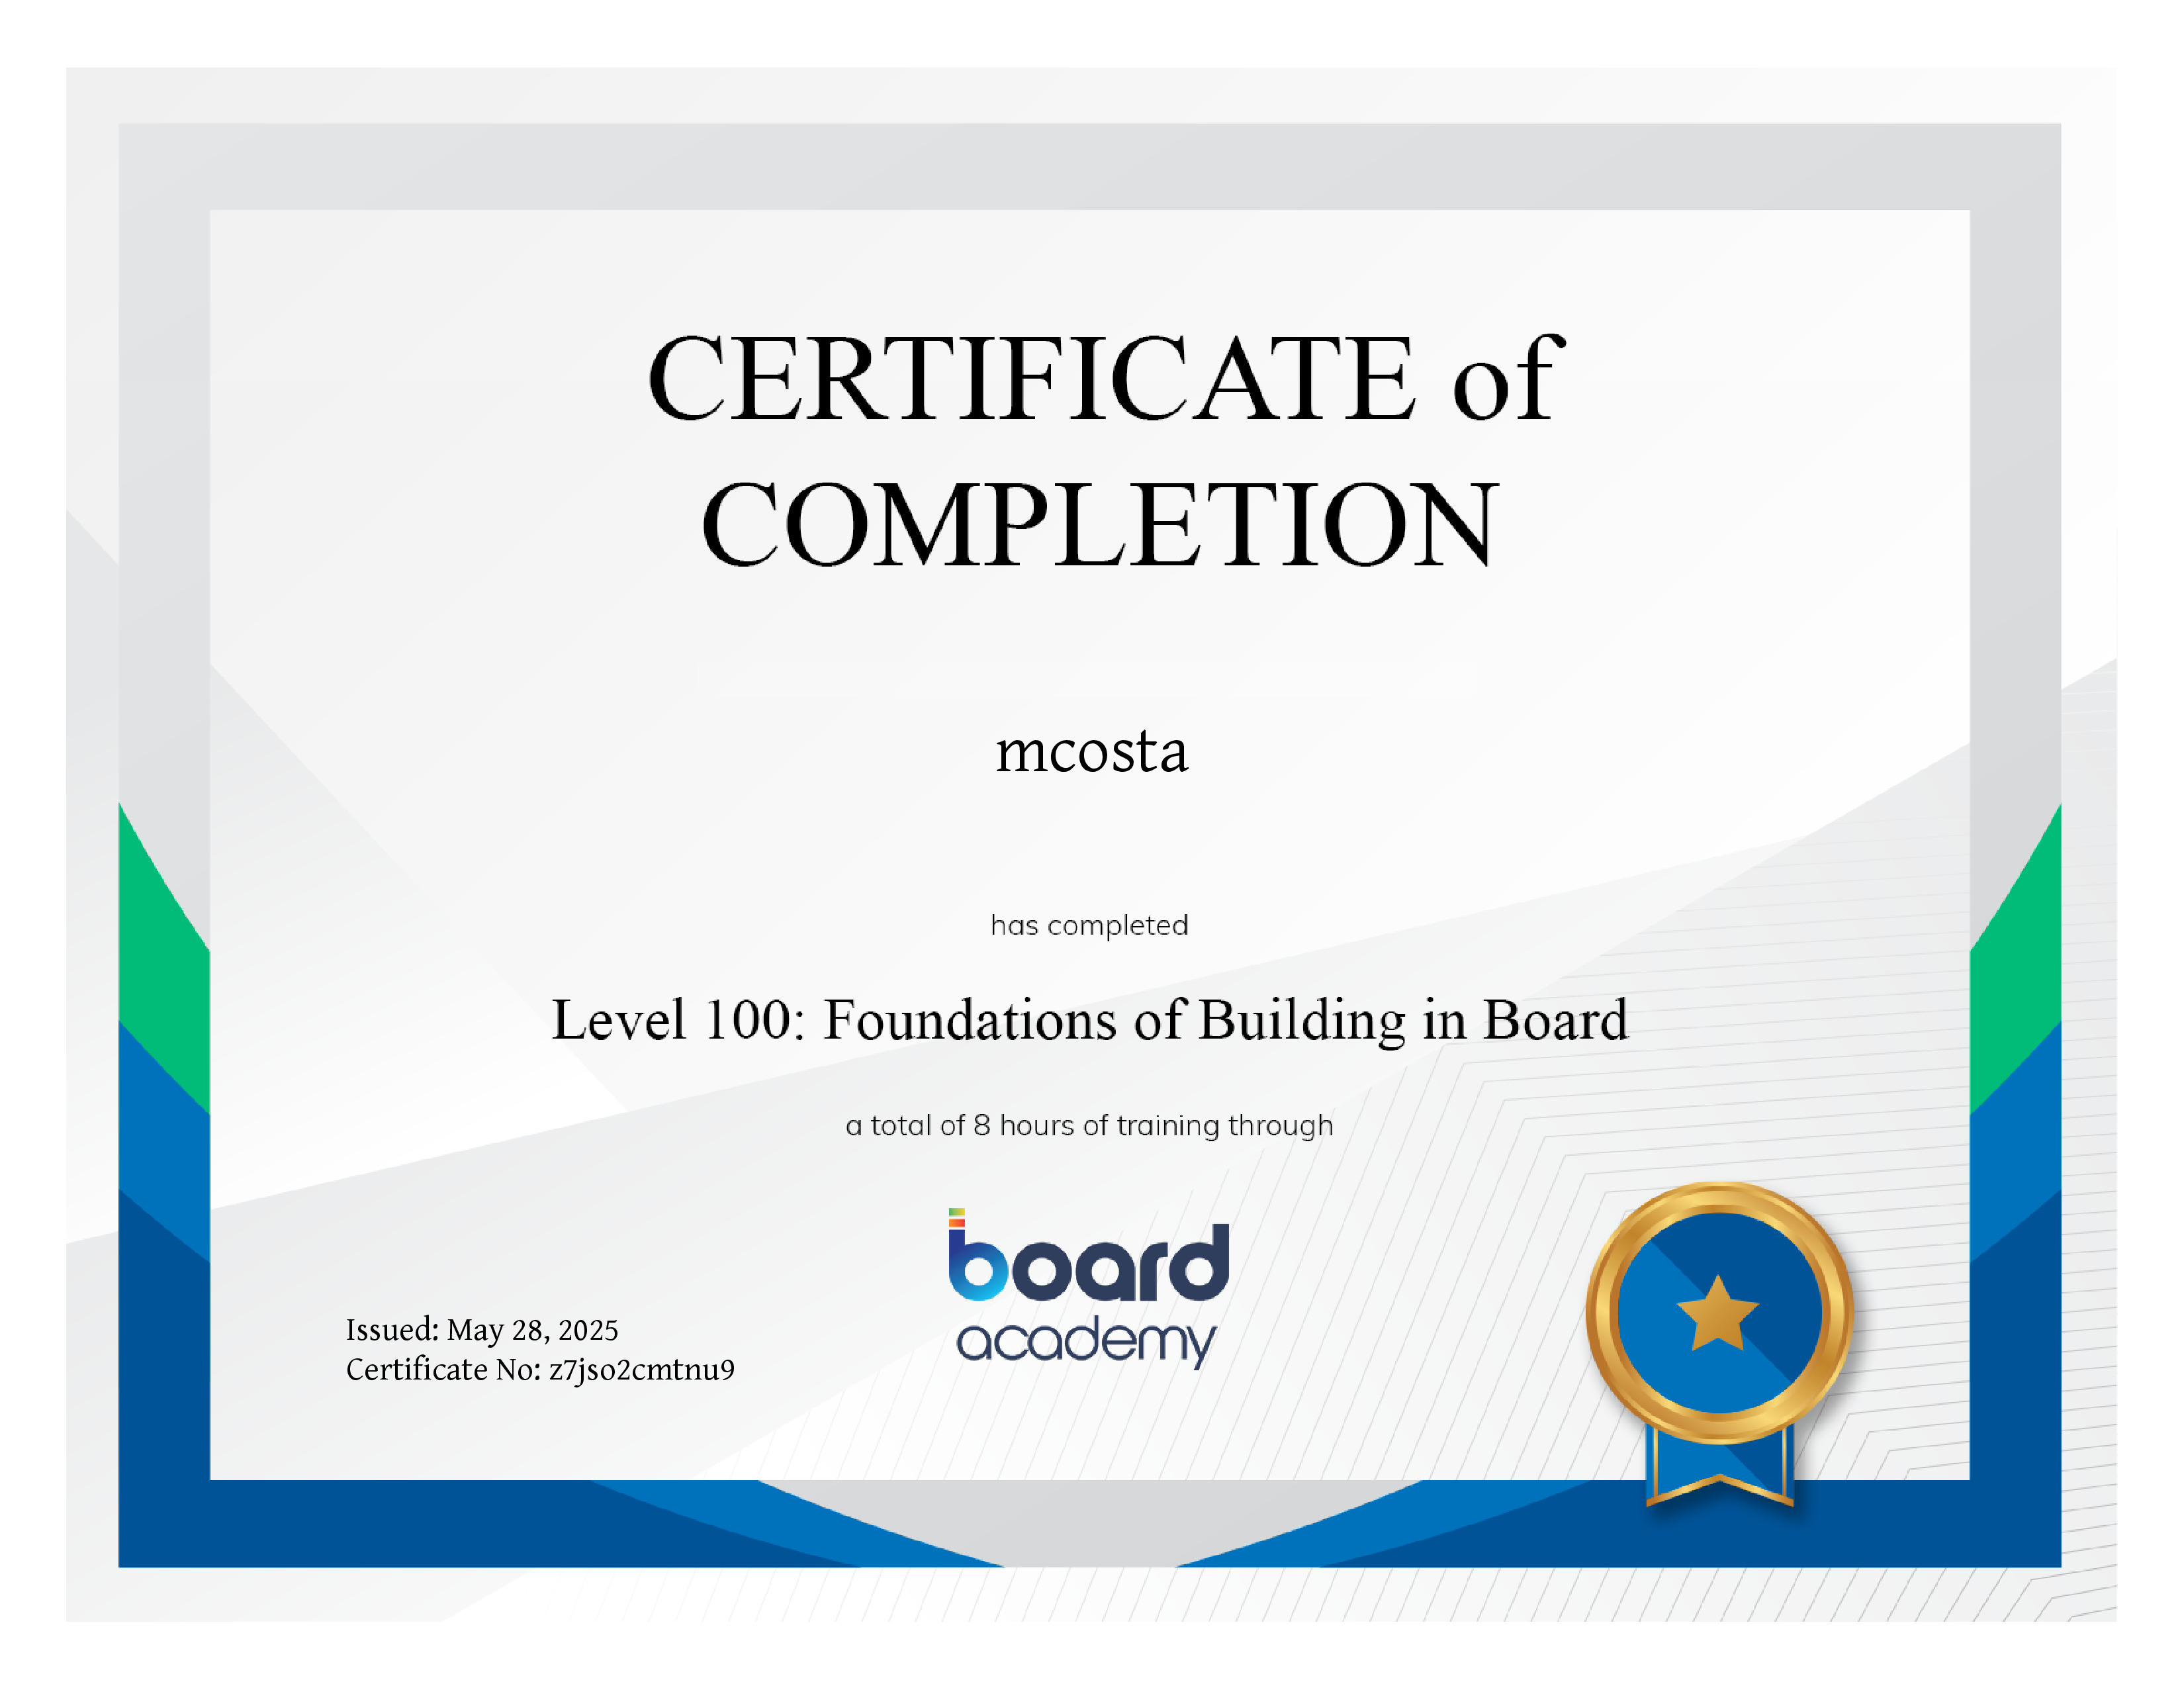 CERTIFICATE of
COMPLETION
mcosta
has completed
Level 100: Foundations of Building in Board
a total of 8 hours of training through
board
academy
Issued: May 28, 2025
Certificate No: z7jso2cmtnu9